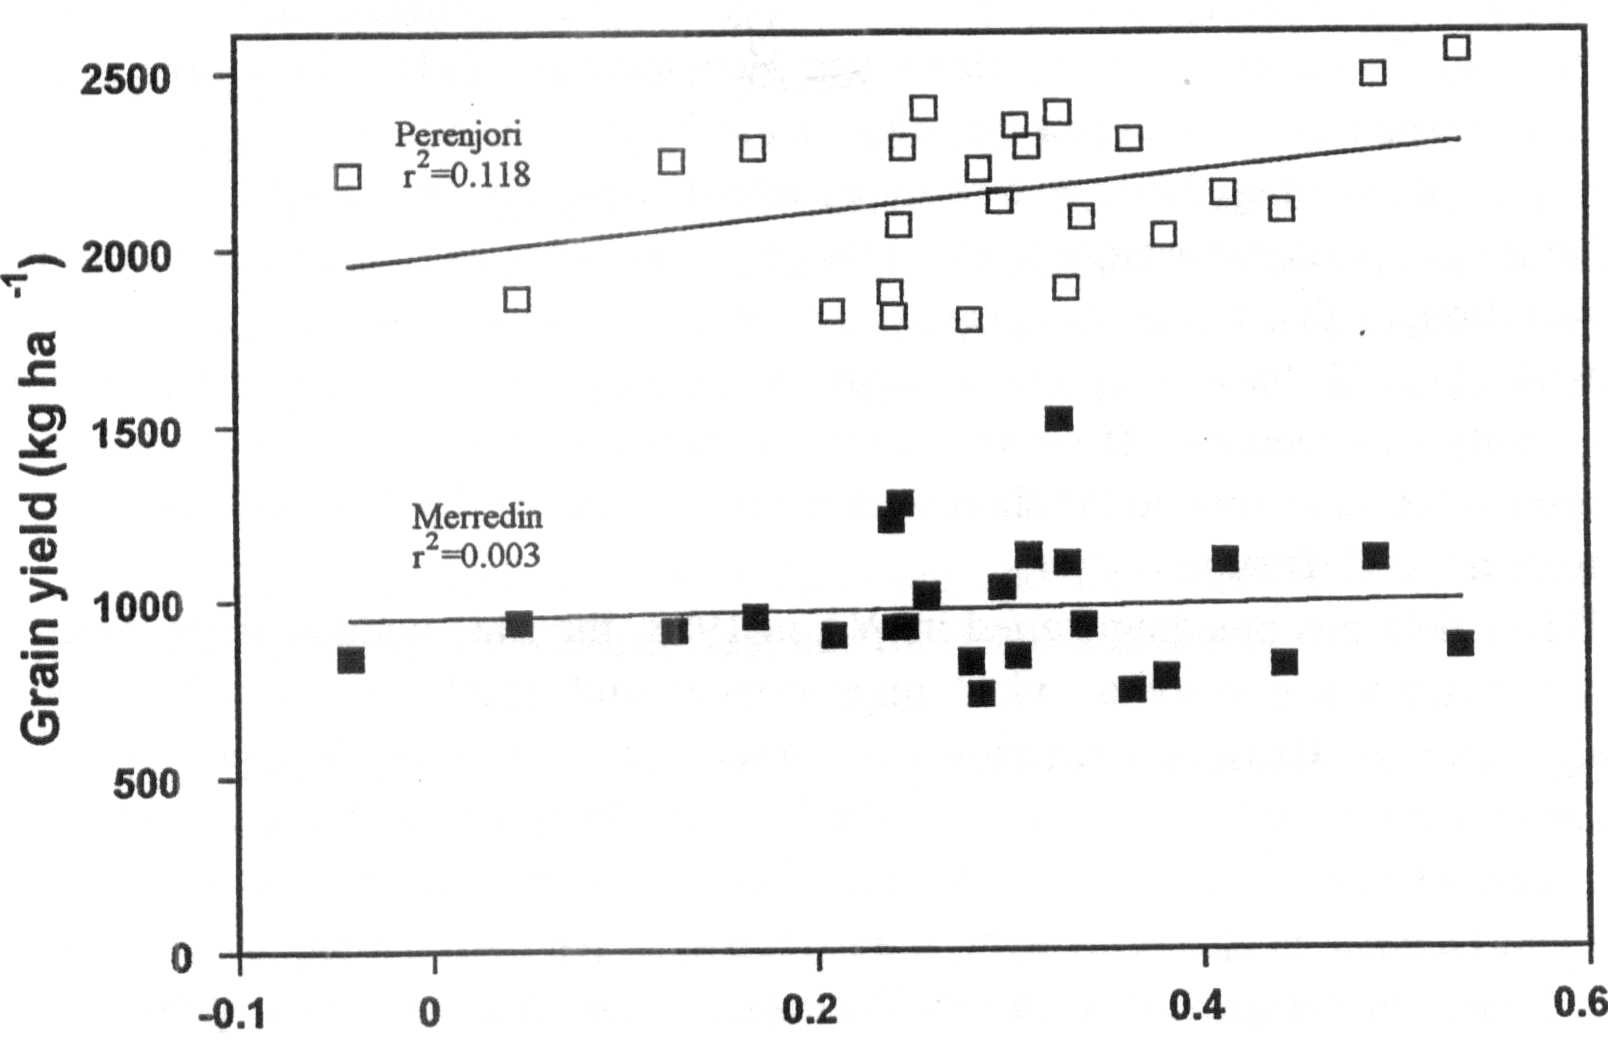 Grain yield (kg ha -1)
2500
2000
1500
1000
500
0
Perenjori
r2=0.118
Merredin
r2=0.003
-0.1 0 0.2 0.4 0.6